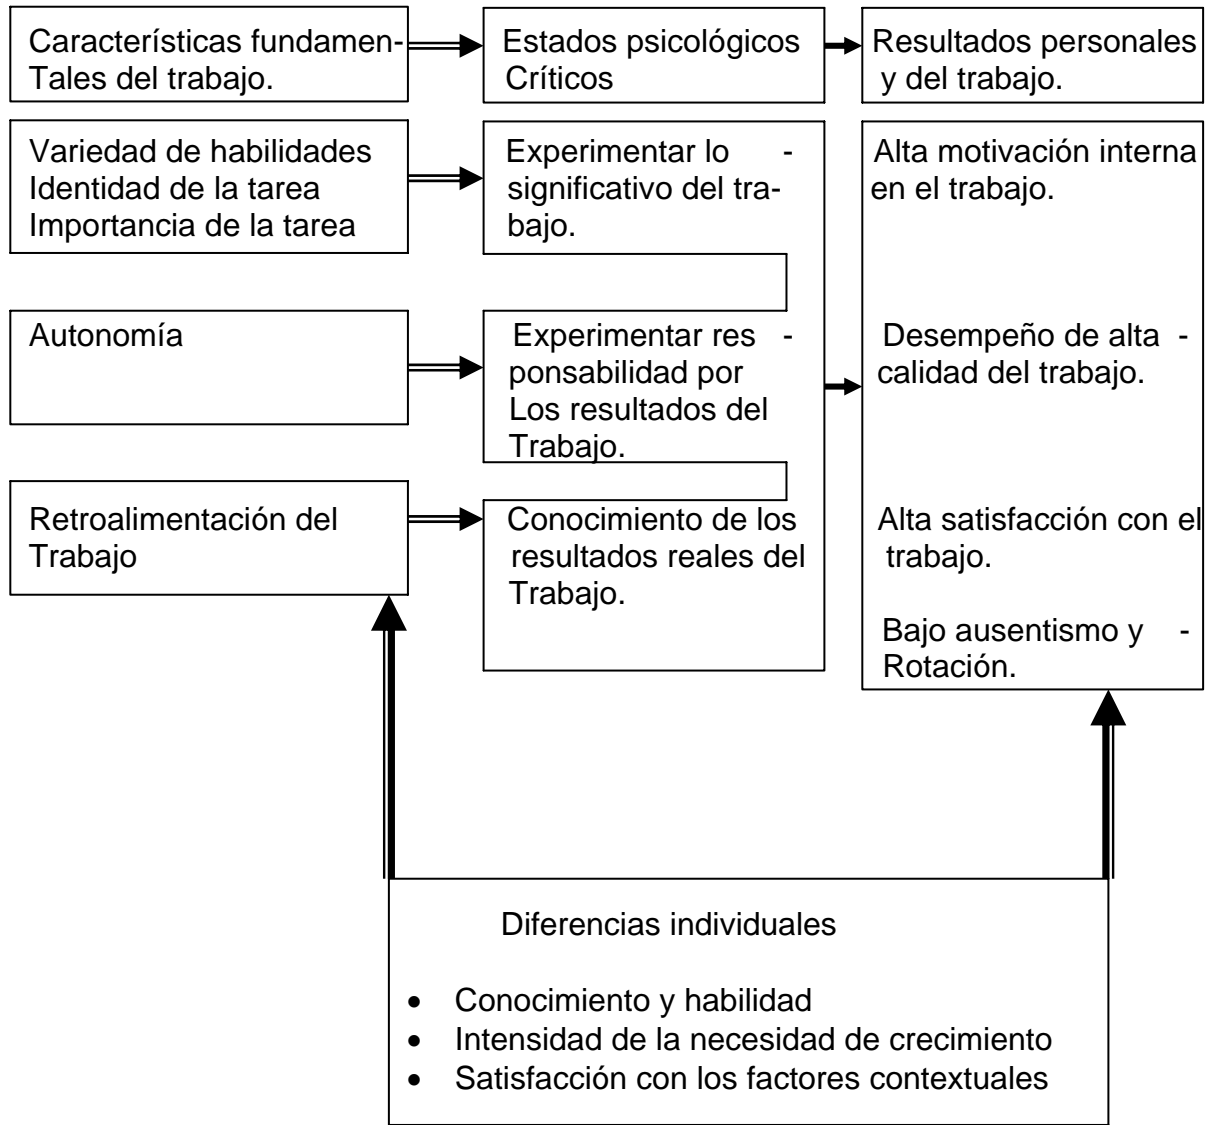 Características fundamen-
Tales del trabajo.
Estados psicológicos
Críticos
Resultados personales
y del trabajo.
Variedad de habilidades
Identidad de la tarea
Importancia de la tarea
Experimentar lo -
significativo del tra-
bajo.
Alta motivación interna
en el trabajo.
Autonomía
Experimentar res -
ponsabilidad por
Los resultados del
Trabajo.
Desempeño de alta -
calidad del trabajo.
Retroalimentación del
Trabajo
Conocimiento de los
resultados reales del
Trabajo.
Alta satisfacción con el
trabajo.
Bajo ausentismo y -
Rotación.
Diferencias individuales
• Conocimiento y habilidad
• Intensidad de la necesidad de crecimiento
• Satisfacción con los factores contextuales